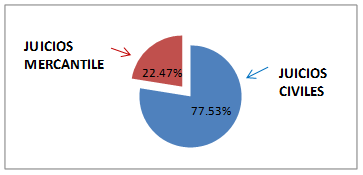 JUICIOS
MERCANTILE
22.47%
JUICIOS
CIVILES
77.53%